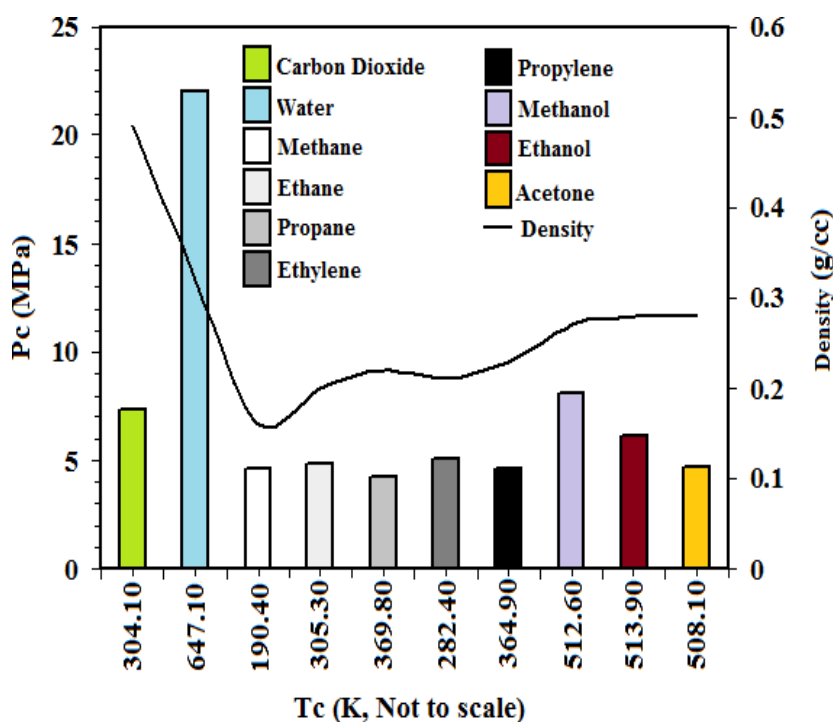 25
20
15
10
5
0
Pc (MPa)
Carbon Dioxide
Water
Methane
Ethane
Propane
Ethylene
Propylene
Methanol
Ethanol
Acetone
Density
0.6
0.5
0.4
0.3
0.2
0.1
0
Density (g/cc)
304.10
647.10
190.40
305.30
369.80
282.40
364.90
512.60
513.90
508.10
Tc (K, Not to scale)